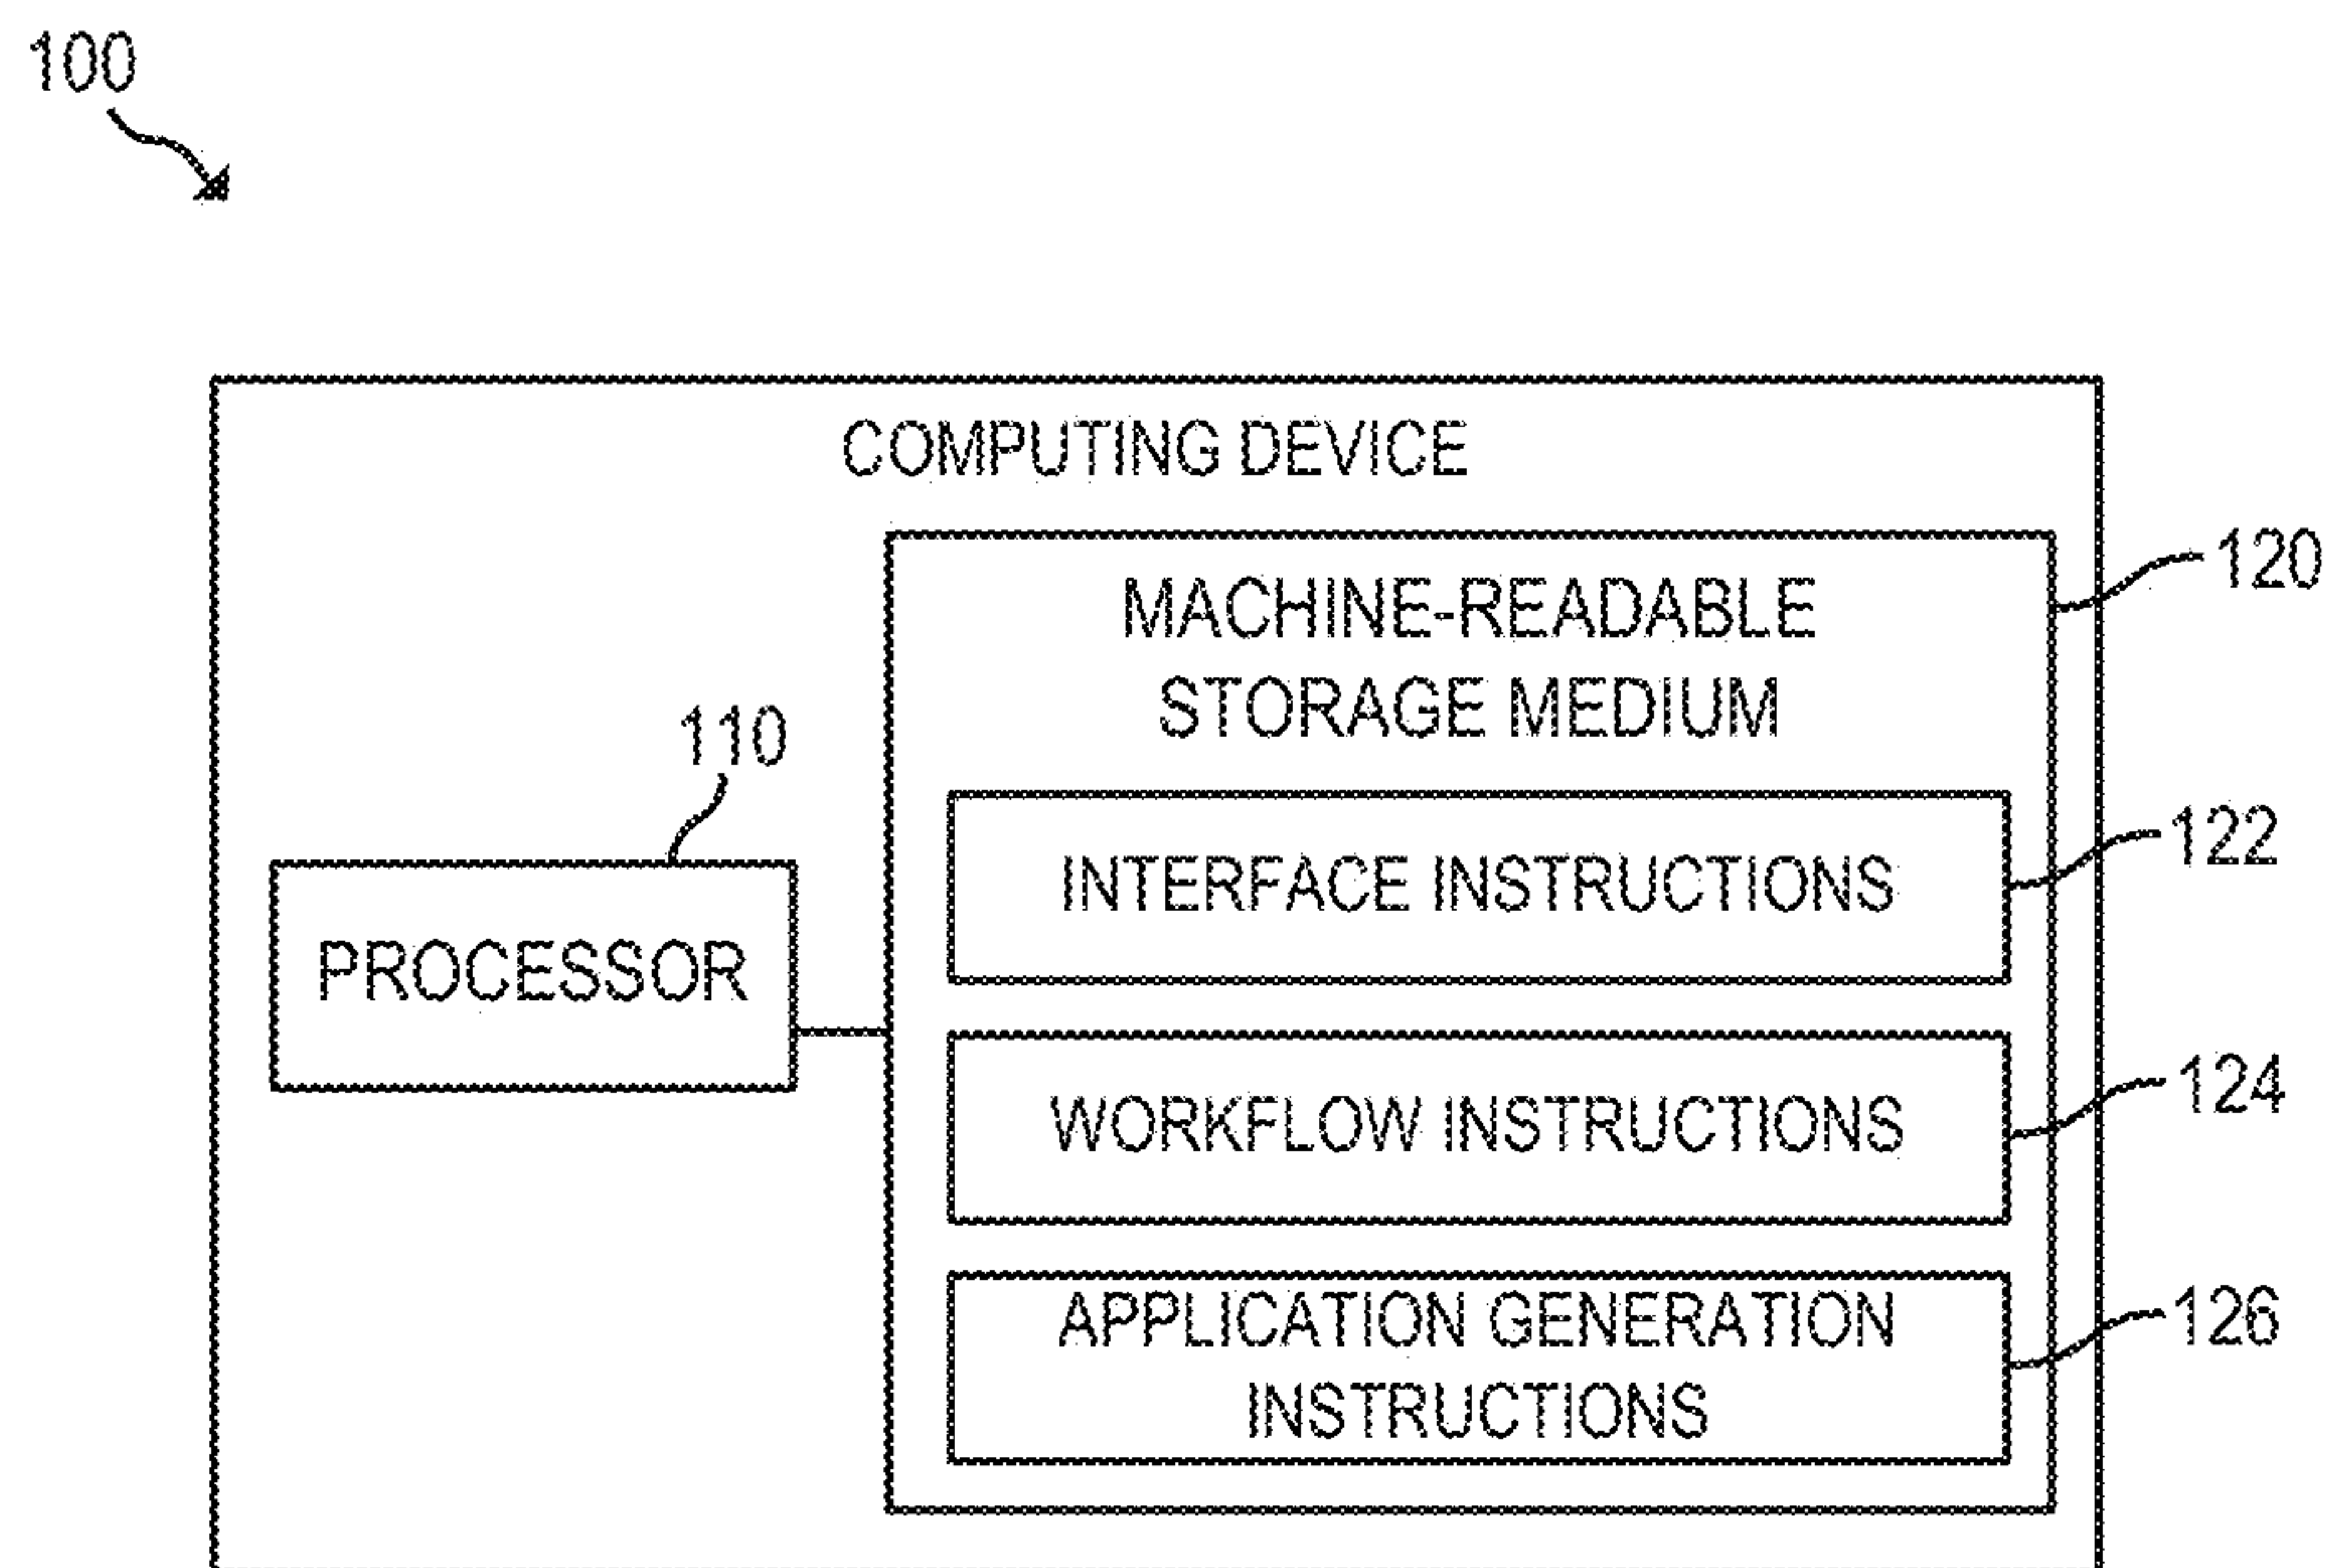 100
COMPUTING DEVICE
120
MACHINE-READABLE
STORAGE MEDIUM
110
122
INTERFACE INSTRUCTIONS
PROCESSOR
124
WORKFLOW INSTRUCTIONS
126
APPLICATION GENERATION
INSTRUCTIONS